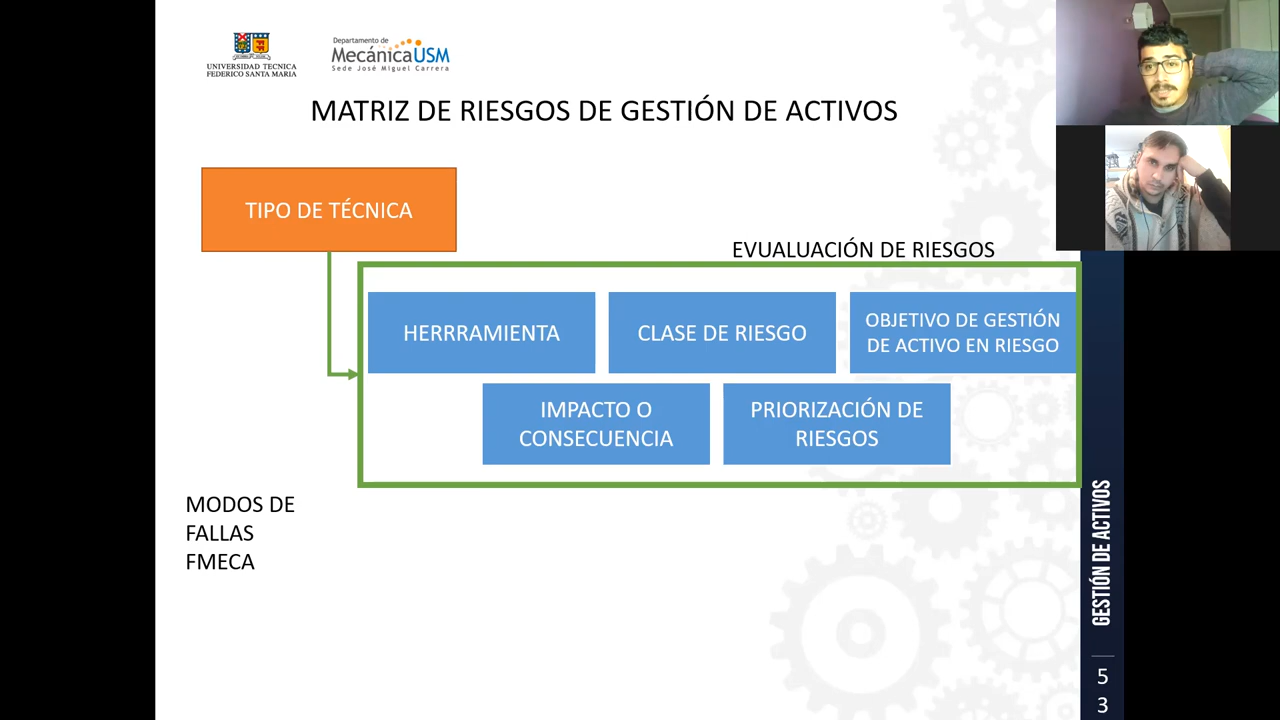 UNIVERSIDAD TECNICA
FEDERICO SANTA MARIA
Departamento de
MecánicaUSM
Sede José Miguel Carrera
MATRIZ DE RIESGOS DE GESTIÓN DE ACTIVOS
TIPO DE TÉCNICA
EVUALUACIÓN DE RIESGOS
HERRRAMIENTA
CLASE DE RIESGO
OBJETIVO DE GESTIÓN
DE ACTIVO EN RIESGO
IMPACTO O
CONSECUENCIA
PRIORIZACIÓN DE
RIESGOS
MODOS DE
FALLAS
FMECA
GESTIÓN DE ACTIVOS
5
3